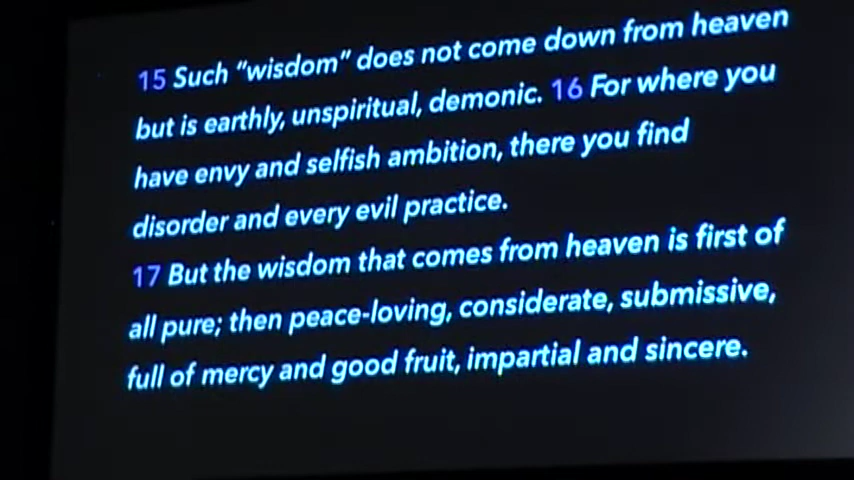 15 Such “wisdom” does not come down from heaven
but is earthly, unspiritual, demonic. 16 For where you
have envy and selfish ambition, there you find
disorder and every evil practice.
17 But the wisdom that comes from heaven is first of
all pure; then peace-loving, considerate, submissive,
full of mercy and good fruit, impartial and sincere.